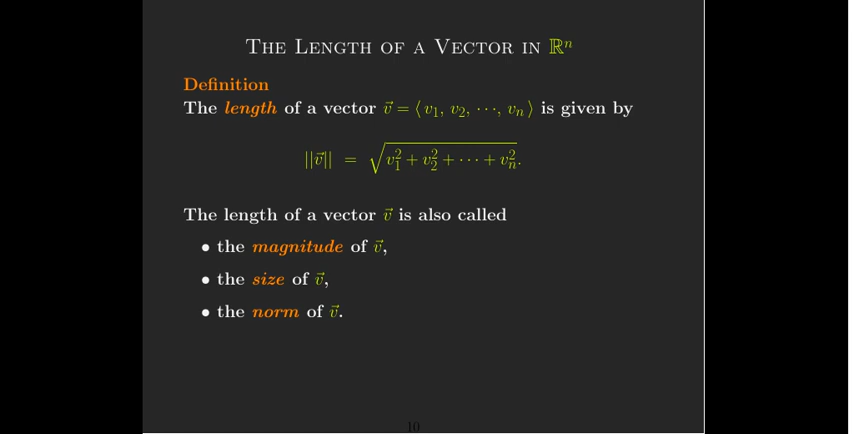 The Length of a Vector in ℝⁿ
Definition
The length of a vector v⃗ = ⟨ v₁, v₂, ⋯, vₙ ⟩ is given by
||v⃗|| = √(v₁² + v₂² + ⋯ + vₙ²).
The length of a vector v⃗ is also called
• the magnitude of v⃗,
• the size of v⃗,
• the norm of v⃗.
10